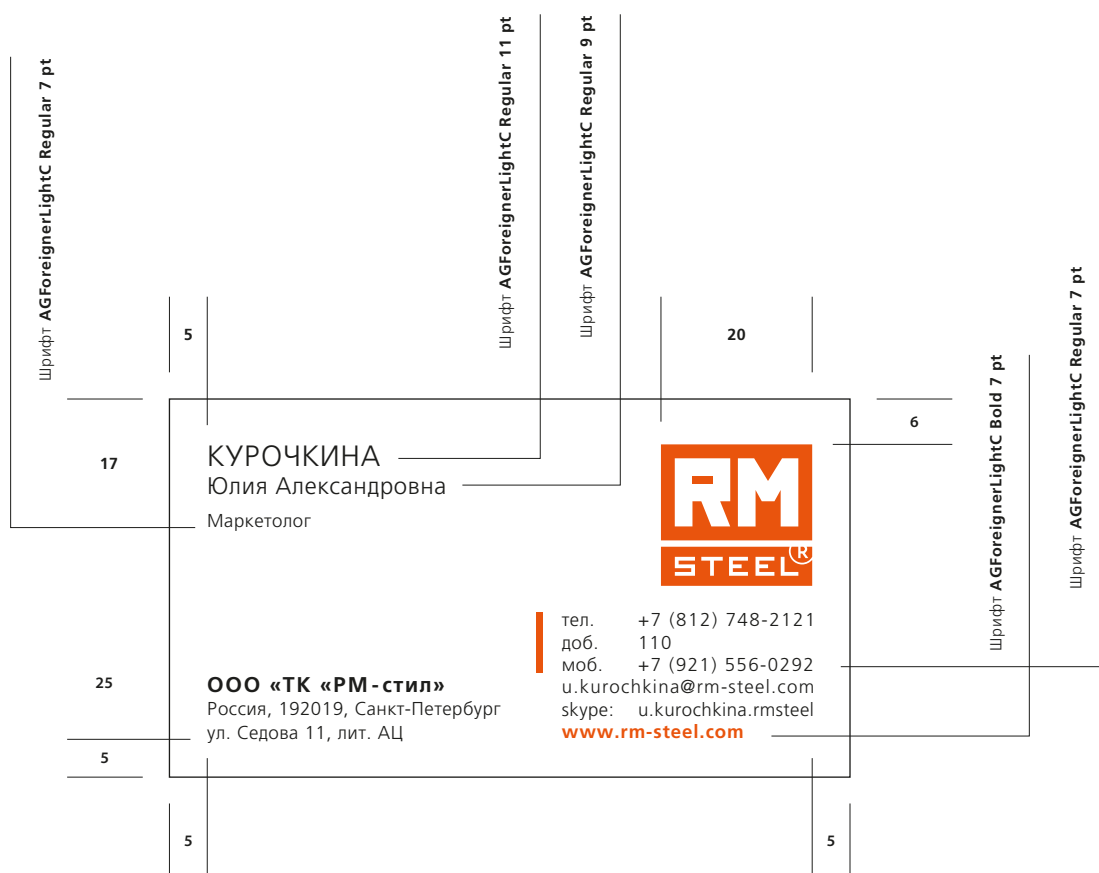 Шрифт AGForeignerLightC Regular 7 pt
Шрифт AGForeignerLightC Regular 11 pt
Шрифт AGForeignerLightC Regular 9 pt
Шрифт AGForeignerLightC Bold 7 pt
Шрифт AGForeignerLightC Regular 7 pt
5
20
6
17
КУРОЧКИНА
Юлия Александровна
Маркетолог
RM
STEEL®
тел. +7 (812) 748-2121
доб. 110
моб. +7 (921) 556-0292
u.kurochkina@rm-steel.com
skype: u.kurochkina.rmsteel
www.rm-steel.com
25
ООО «ТК «РМ-стил»
Россия, 192019, Санкт-Петербург
ул. Седова 11, лит. АЦ
5
5
5